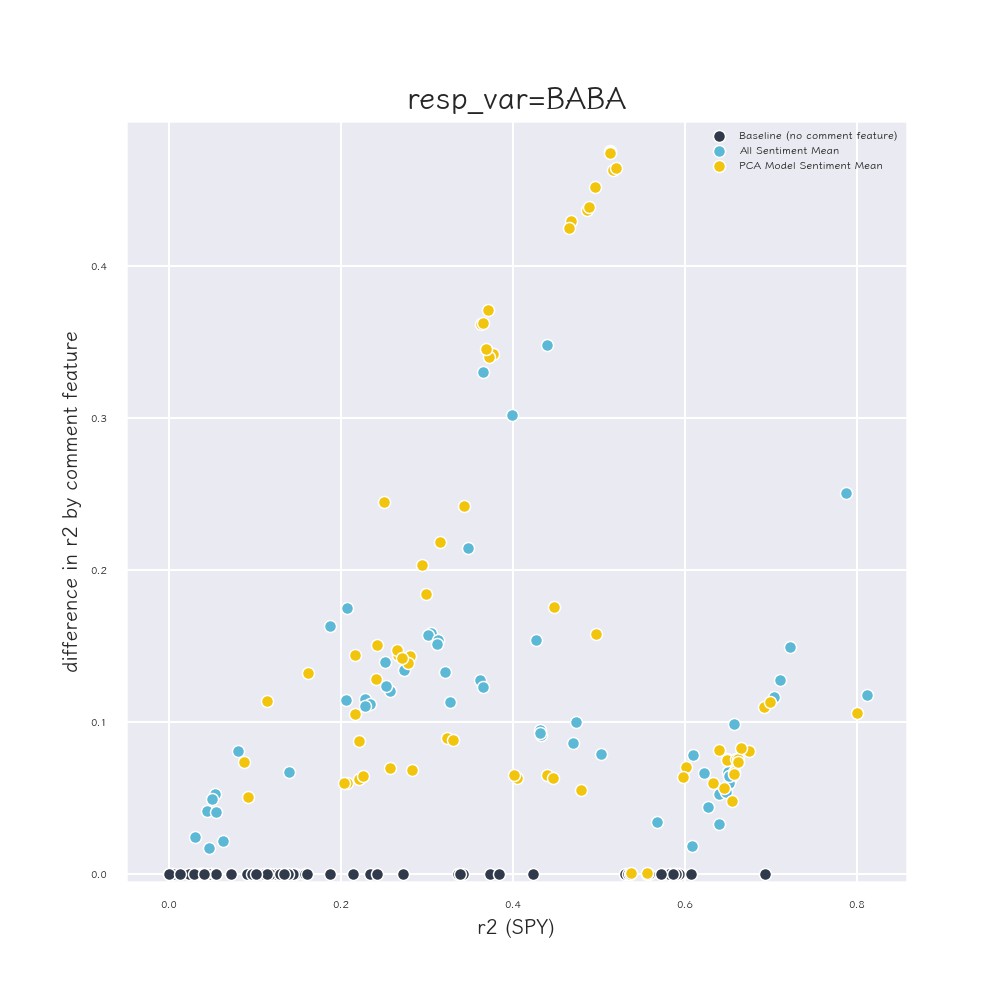 resp_var=BABA
Baseline (no comment feature)
All Sentiment Mean
PCA Model Sentiment Mean
difference in r2 by comment feature
0.4
0.3
0.2
0.1
0.0
0.0 0.2 0.4 0.6 0.8
r2 (SPY)